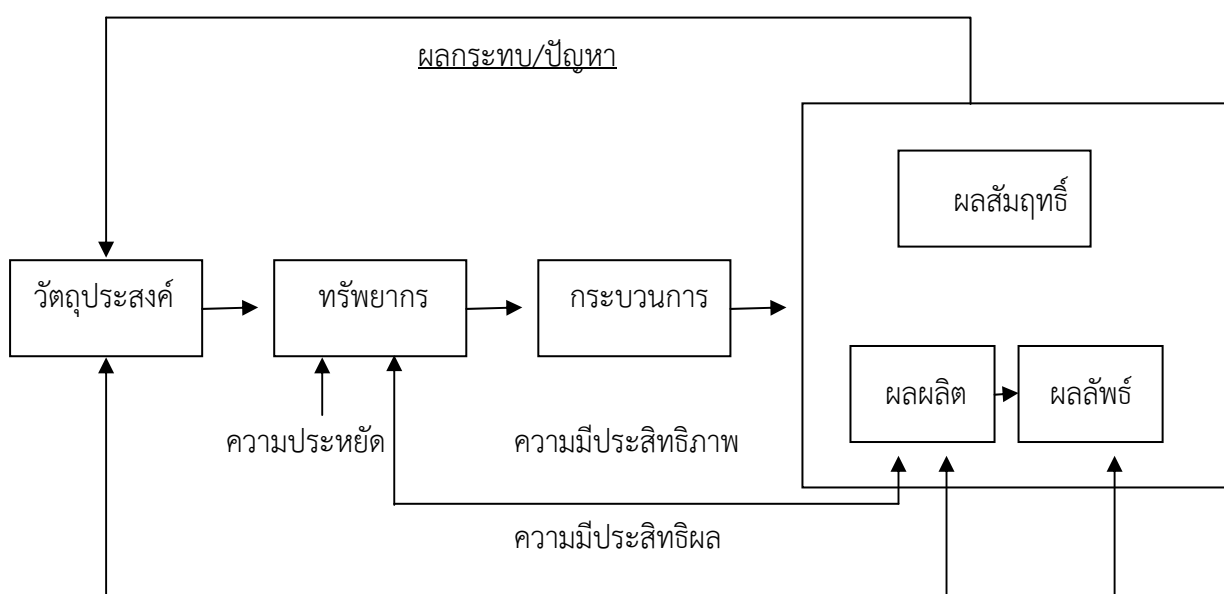 ผลกระทบ/ปัญหา
ผลสัมฤทธิ์
วัตถุประสงค์
ทรัพยากร
กระบวนการ
ผลผลิต
ผลลัพธ์
ความประหยัด
ความมีประสิทธิภาพ
ความมีประสิทธิผล